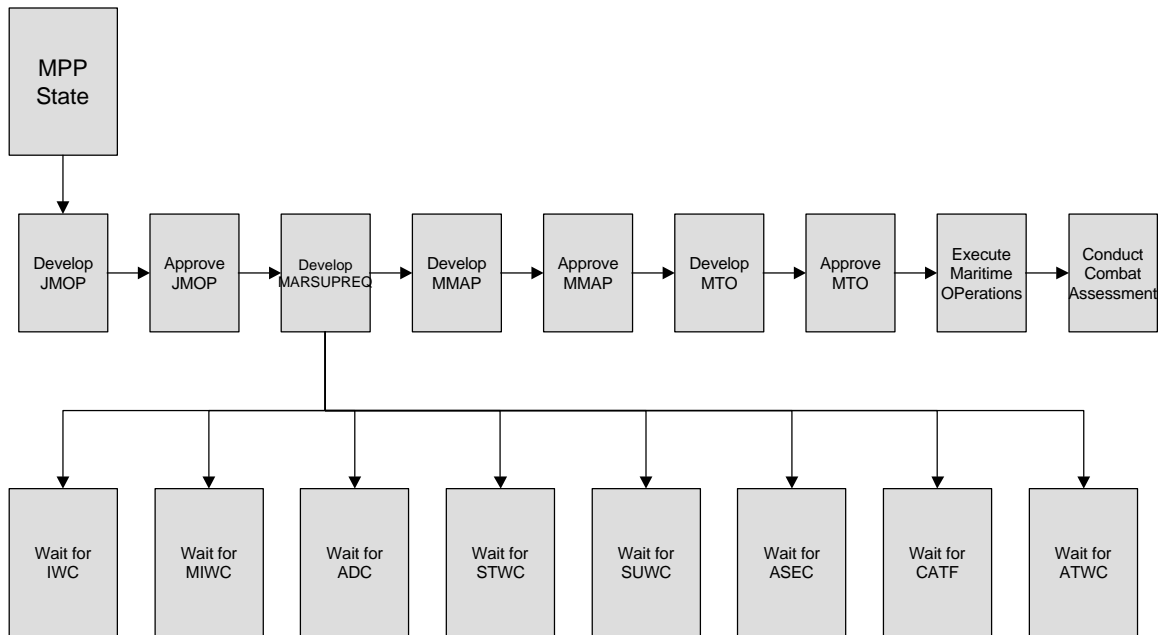 MPP
State
Develop
JMOP
Approve
JMOP
Develop
MARSUPREQ
Develop
MMAP
Approve
MMAP
Develop
MTO
Approve
MTO
Execute
Maritime
OPerations
Conduct
Combat
Assessment
Wait for
IWC
Wait for
MIWC
Wait for
ADC
Wait for
STWC
Wait for
SUWC
Wait for
ASEC
Wait for
CATF
Wait for
ATWC